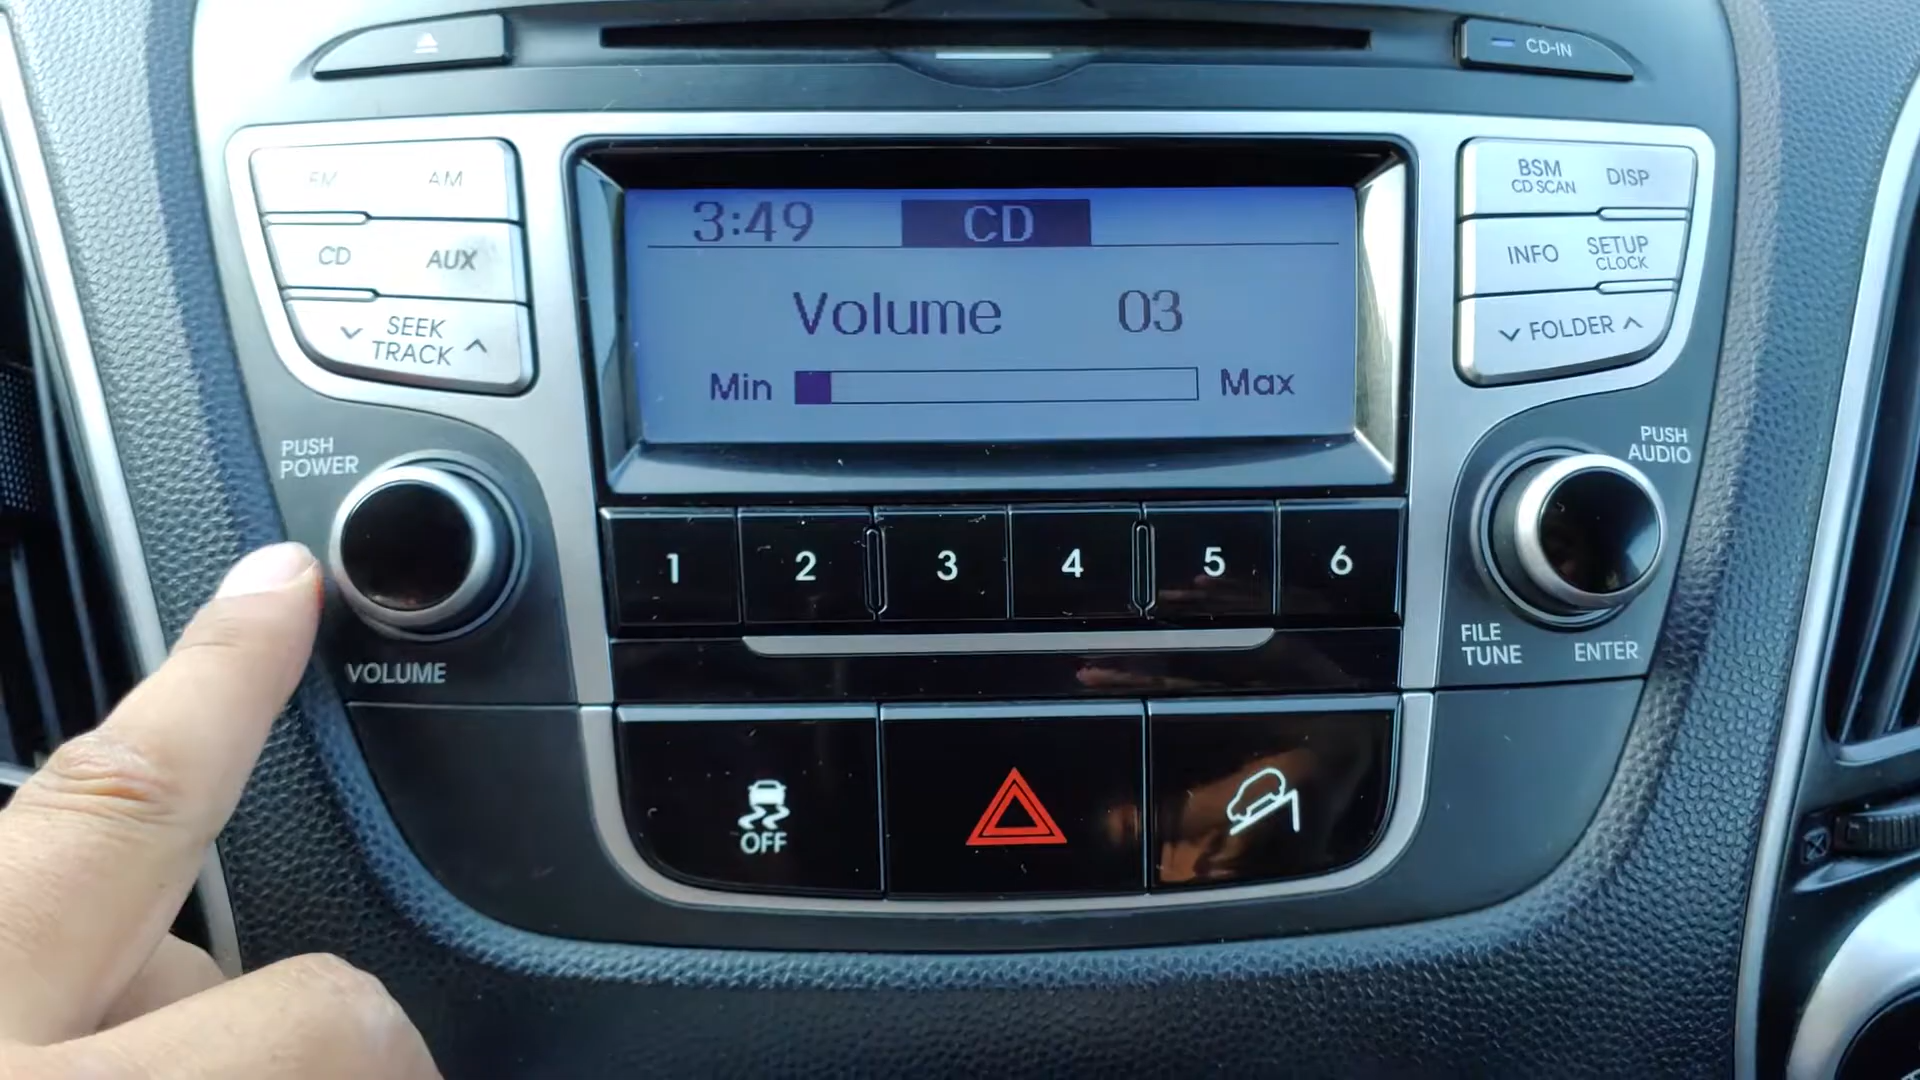 CD-IN
FM AM
CD AUX
SEEK
TRACK
3:49 CD
Volume 03
Min Max
BSM
CD SCAN
DISP
INFO
SETUP
CLOCK
FOLDER
PUSH
POWER
VOLUME
1 2 3 4 5 6
PUSH
AUDIO
FILE
TUNE
ENTER
OFF